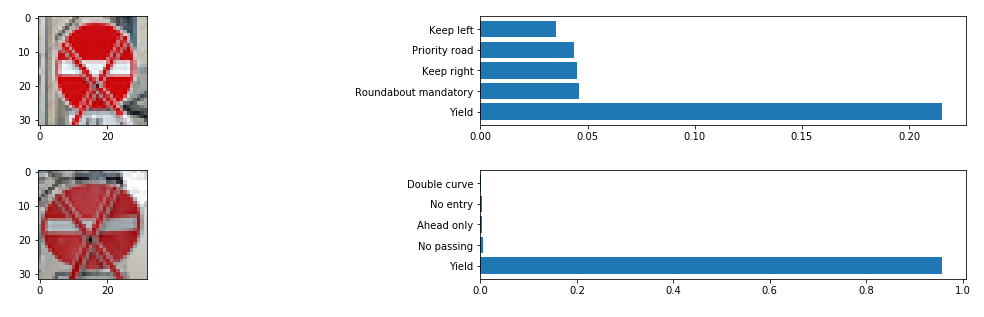 0
10
20
30
0 20
Keep left
Priority road
Keep right
Roundabout mandatory
Yield
0.00 0.05 0.10 0.15 0.20
0
10
20
30
0 20
Double curve
No entry
Ahead only
No passing
Yield
0.0 0.2 0.4 0.6 0.8 1.0